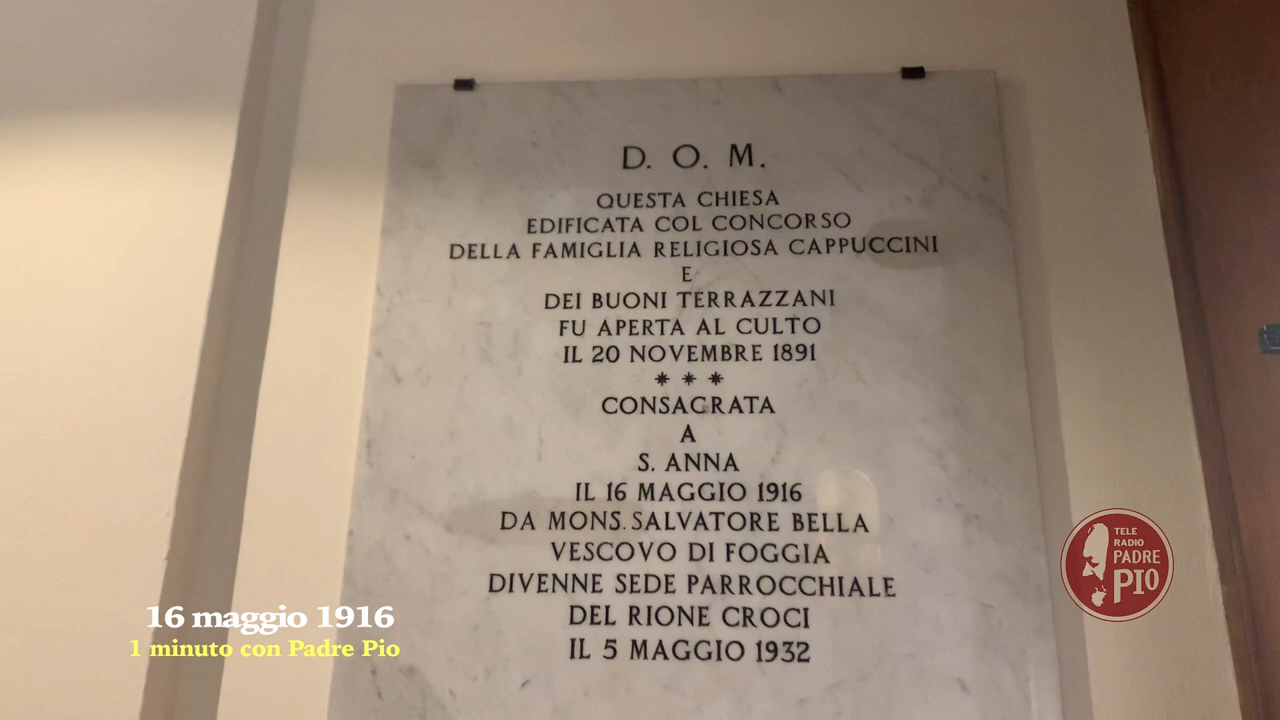 D. O. M.
QUESTA CHIESA
EDIFICATA COL CONCORSO
DELLA FAMIGLIA RELIGIOSA CAPPUCCINI
E
DEI BUONI TERRAZZANI
FU APERTA AL CULTO
IL 20 NOVEMBRE 1891
* * *
CONSACRATA
A
S. ANNA
IL 16 MAGGIO 1916
DA MONS. SALVATORE BELLA
VESCOVO DI FOGGIA
DIVENNE SEDE PARROCCHIALE
DEL RIONE CROCI
IL 5 MAGGIO 1932
16 maggio 1916
1 minuto con Padre Pio
TELE
RADIO
PADRE
PIO